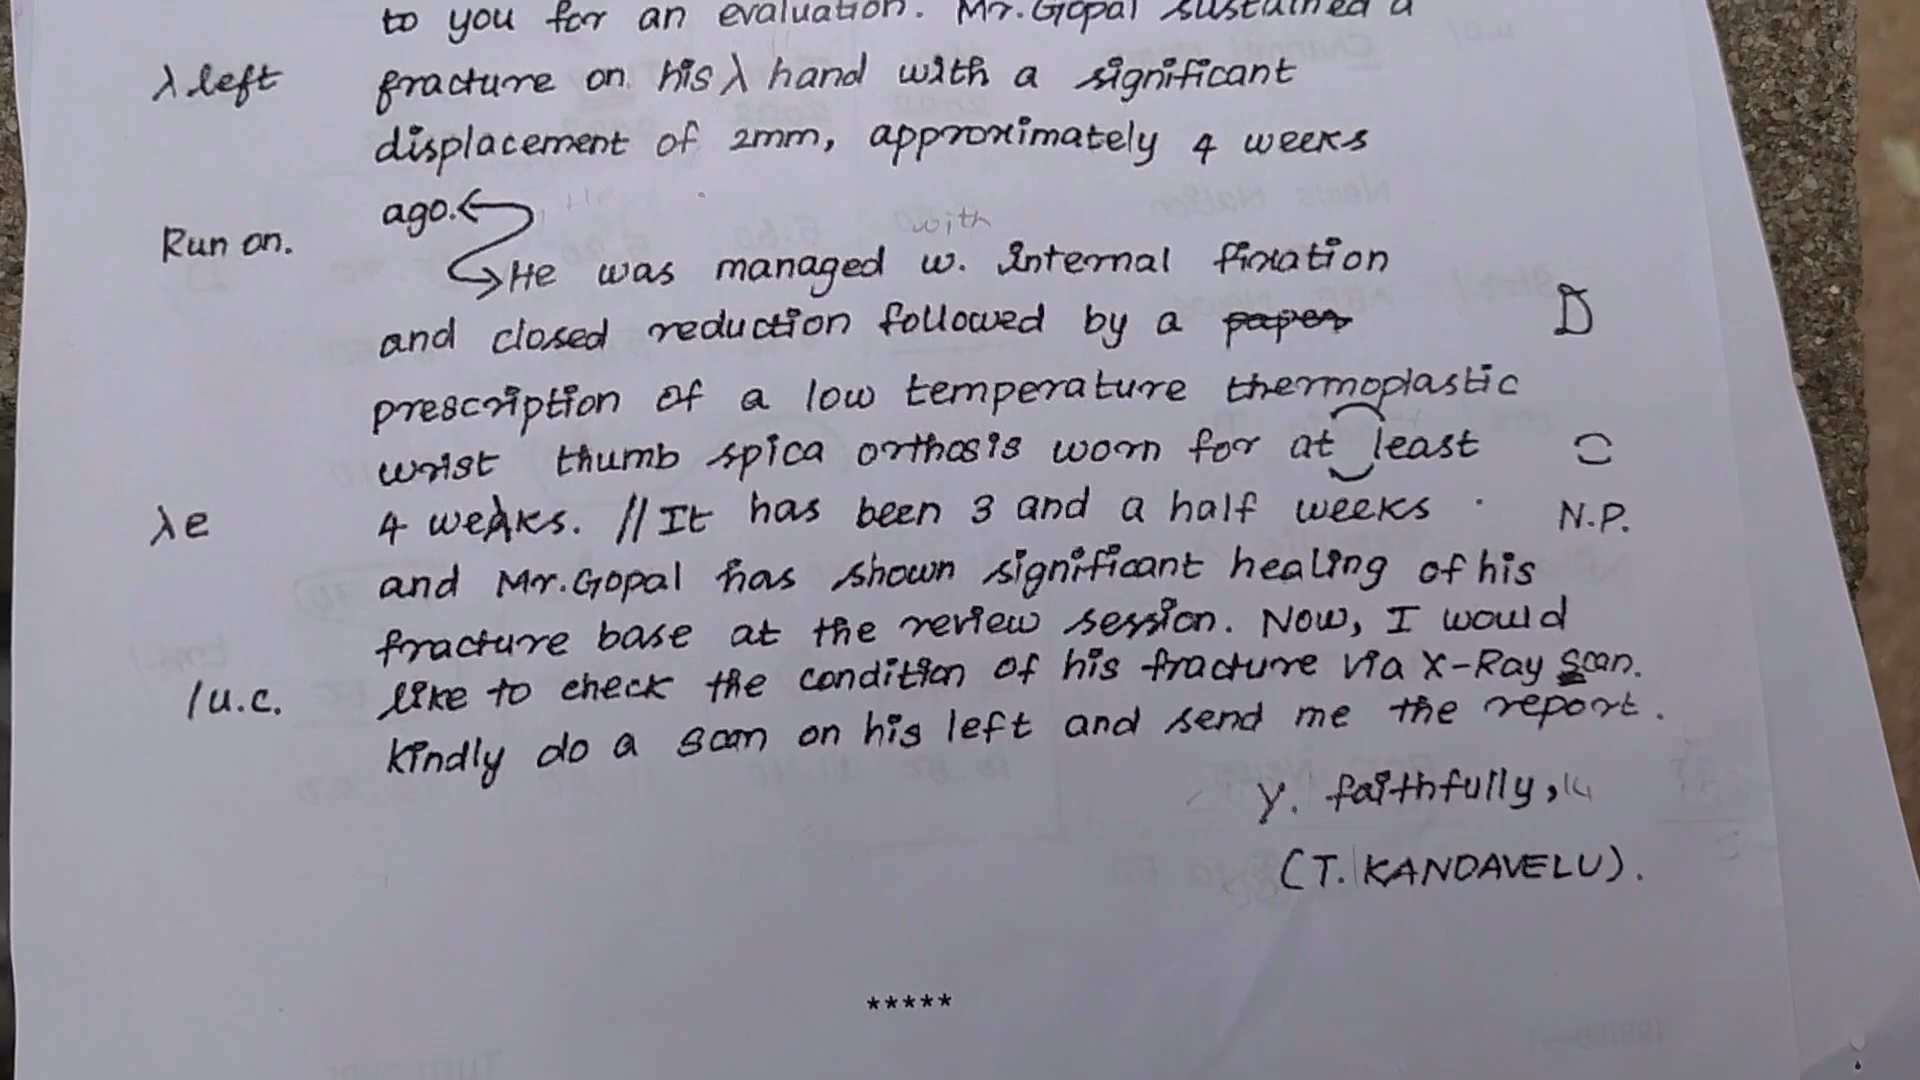 to you for an evaluation. Mr. Gopal sustained a
λ left fracture on his λ hand with a significant
displacement of 2mm, approximately 4 weeks
ago.
Run on.
with
He was managed w. internal fixation
and closed reduction followed by a paper
prescription of a low temperature thermoplastic
wrist thumb spica orthosis worn for at least
λe 4 weaks. // It has been 3 and a half weeks N.P.
and Mr. Gopal has shown significant healing of his
fracture base at the review session. Now, I would
/u.c. like to check the condition of his fracture via X-Ray Scan.
kindly do a scan on his left and send me the report.
Y. faithfully,
(T. KANDAVELU).
*****